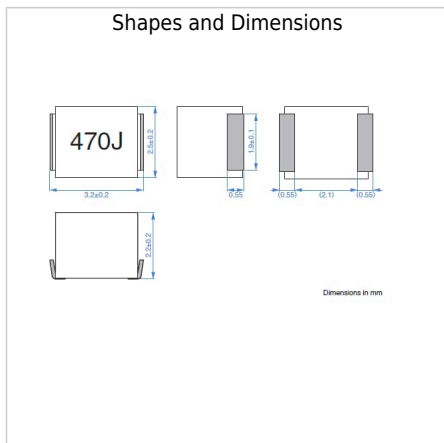 Shapes and Dimensions
470J
2.5±0.2
3.2±0.2
1.9±0.1
0.55
(0.55)
(2.1)
(0.55)
2.2±0.2
Dimensions in mm